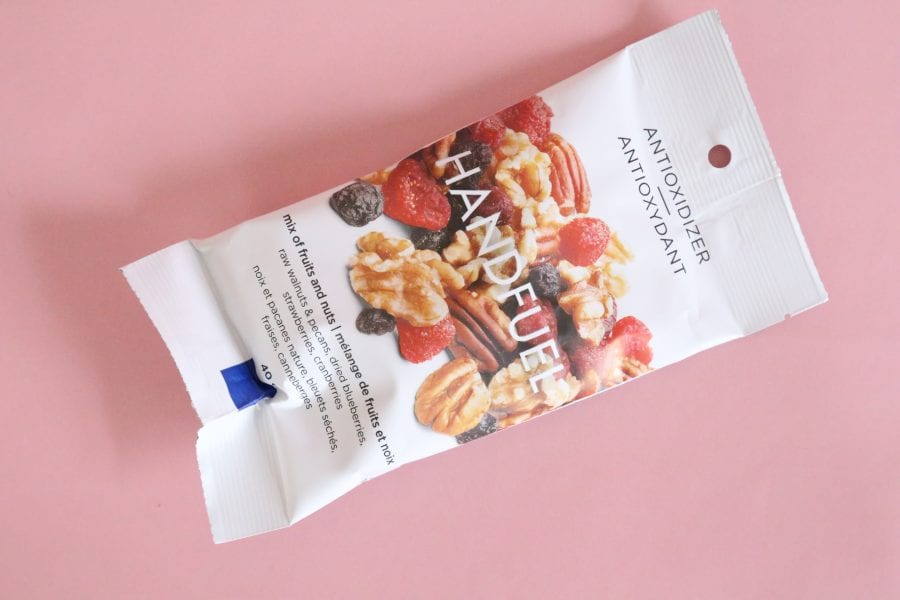 ANTIOXIDIZER
ANTIOXYDANT
HANDFUEL
mix of fruits and nuts | mélange de fruits et noix
raw walnuts & pecans, dried blueberries,
strawberries, cranberries
noix et pacanes nature, bleuets séchés,
fraises, canneberges
40